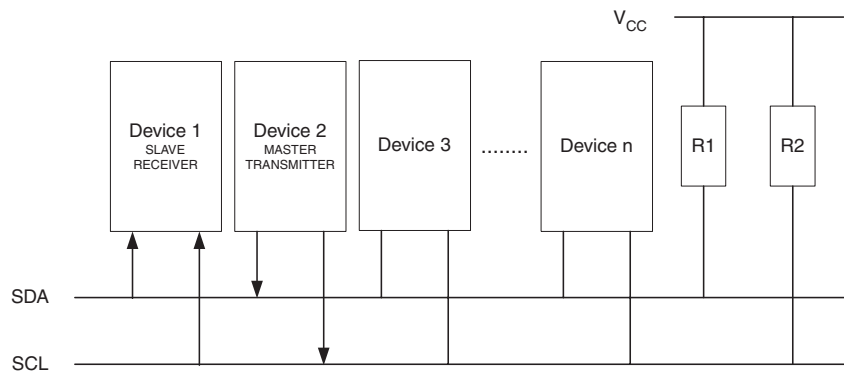 VCC
Device 1
SLAVE
RECEIVER
Device 2
MASTER
TRANSMITTER
Device 3
........
Device n
R1
R2
SDA
SCL